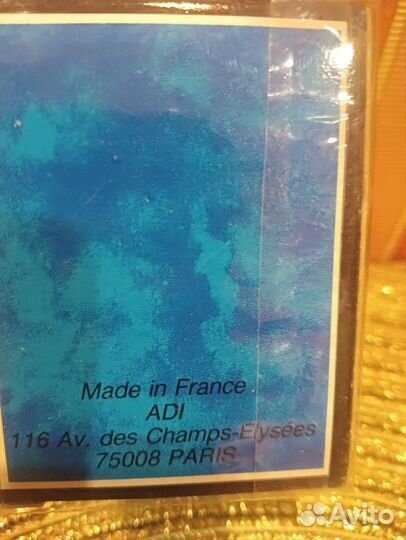 Made in France
ADI
116 Av. des Champs-Elysées
75008 PARIS
Avito